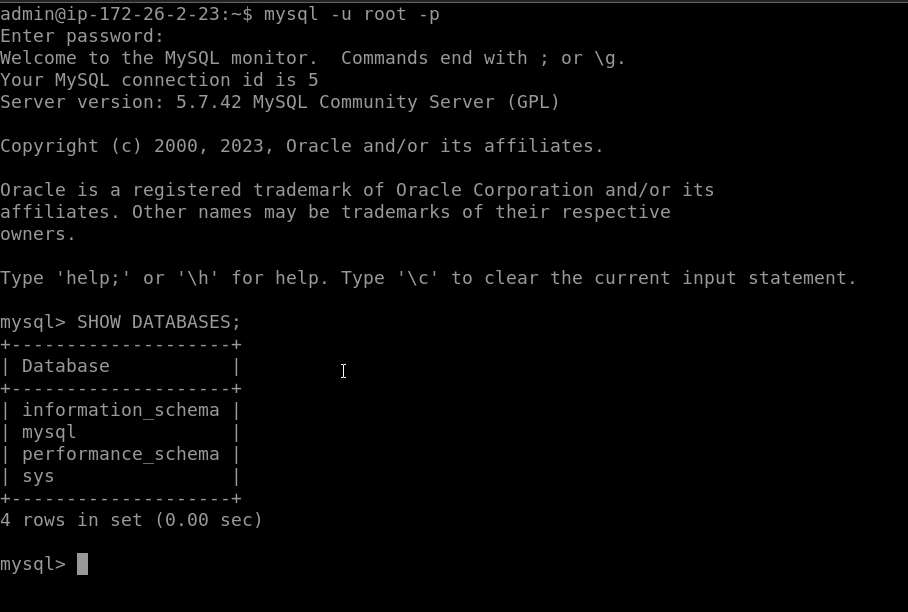 admin@ip-172-26-2-23:~$ mysql -u root -p
Enter password:
Welcome to the MySQL monitor.  Commands end with ; or \g.
Your MySQL connection id is 5
Server version: 5.7.42 MySQL Community Server (GPL)

Copyright (c) 2000, 2023, Oracle and/or its affiliates.

Oracle is a registered trademark of Oracle Corporation and/or its
affiliates. Other names may be trademarks of their respective
owners.

Type 'help;' or '\h' for help. Type '\c' to clear the current input statement.

mysql> SHOW DATABASES;
+--------------------+
| Database           |
+--------------------+
| information_schema |
| mysql              |
| performance_schema |
| sys                |
+--------------------+
4 rows in set (0.00 sec)

mysql>